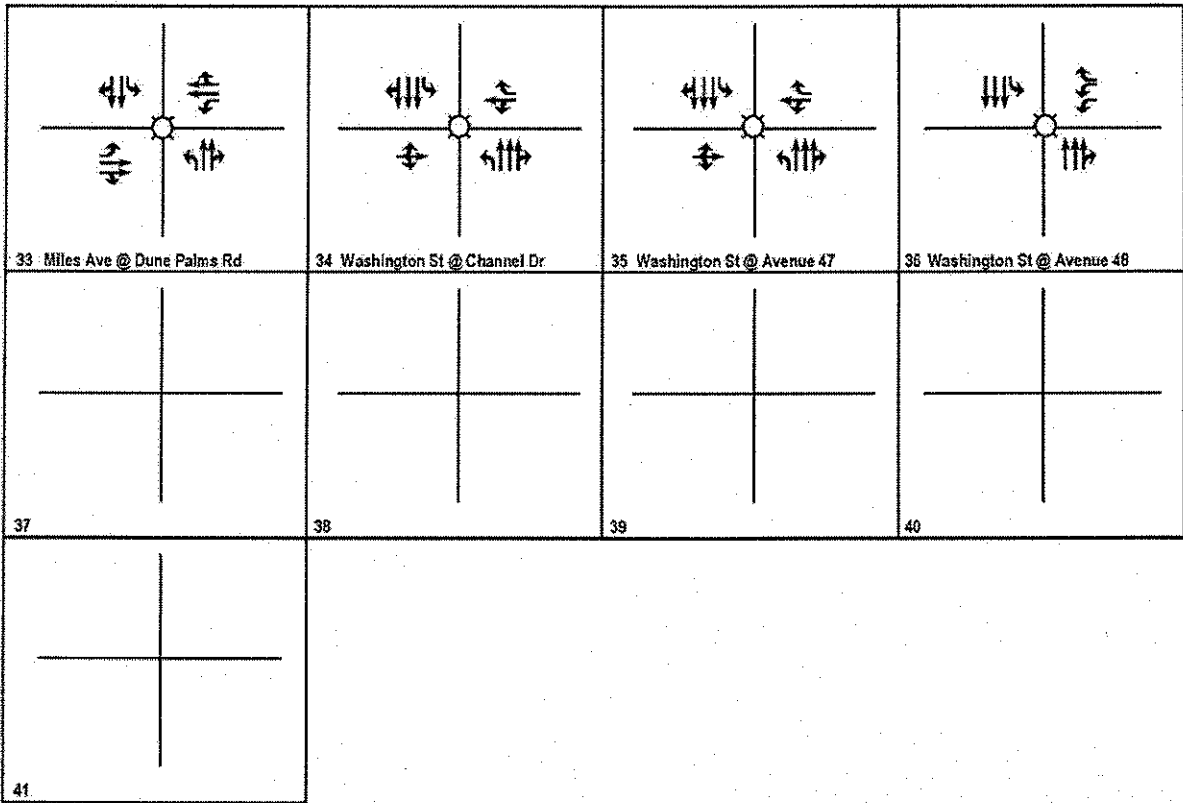 33 Miles Ave @ Dune Palms Rd
34 Washington St @ Channel Dr
35 Washington St @ Avenue 47
36 Washington St @ Avenue 48
37
38
39
40
41